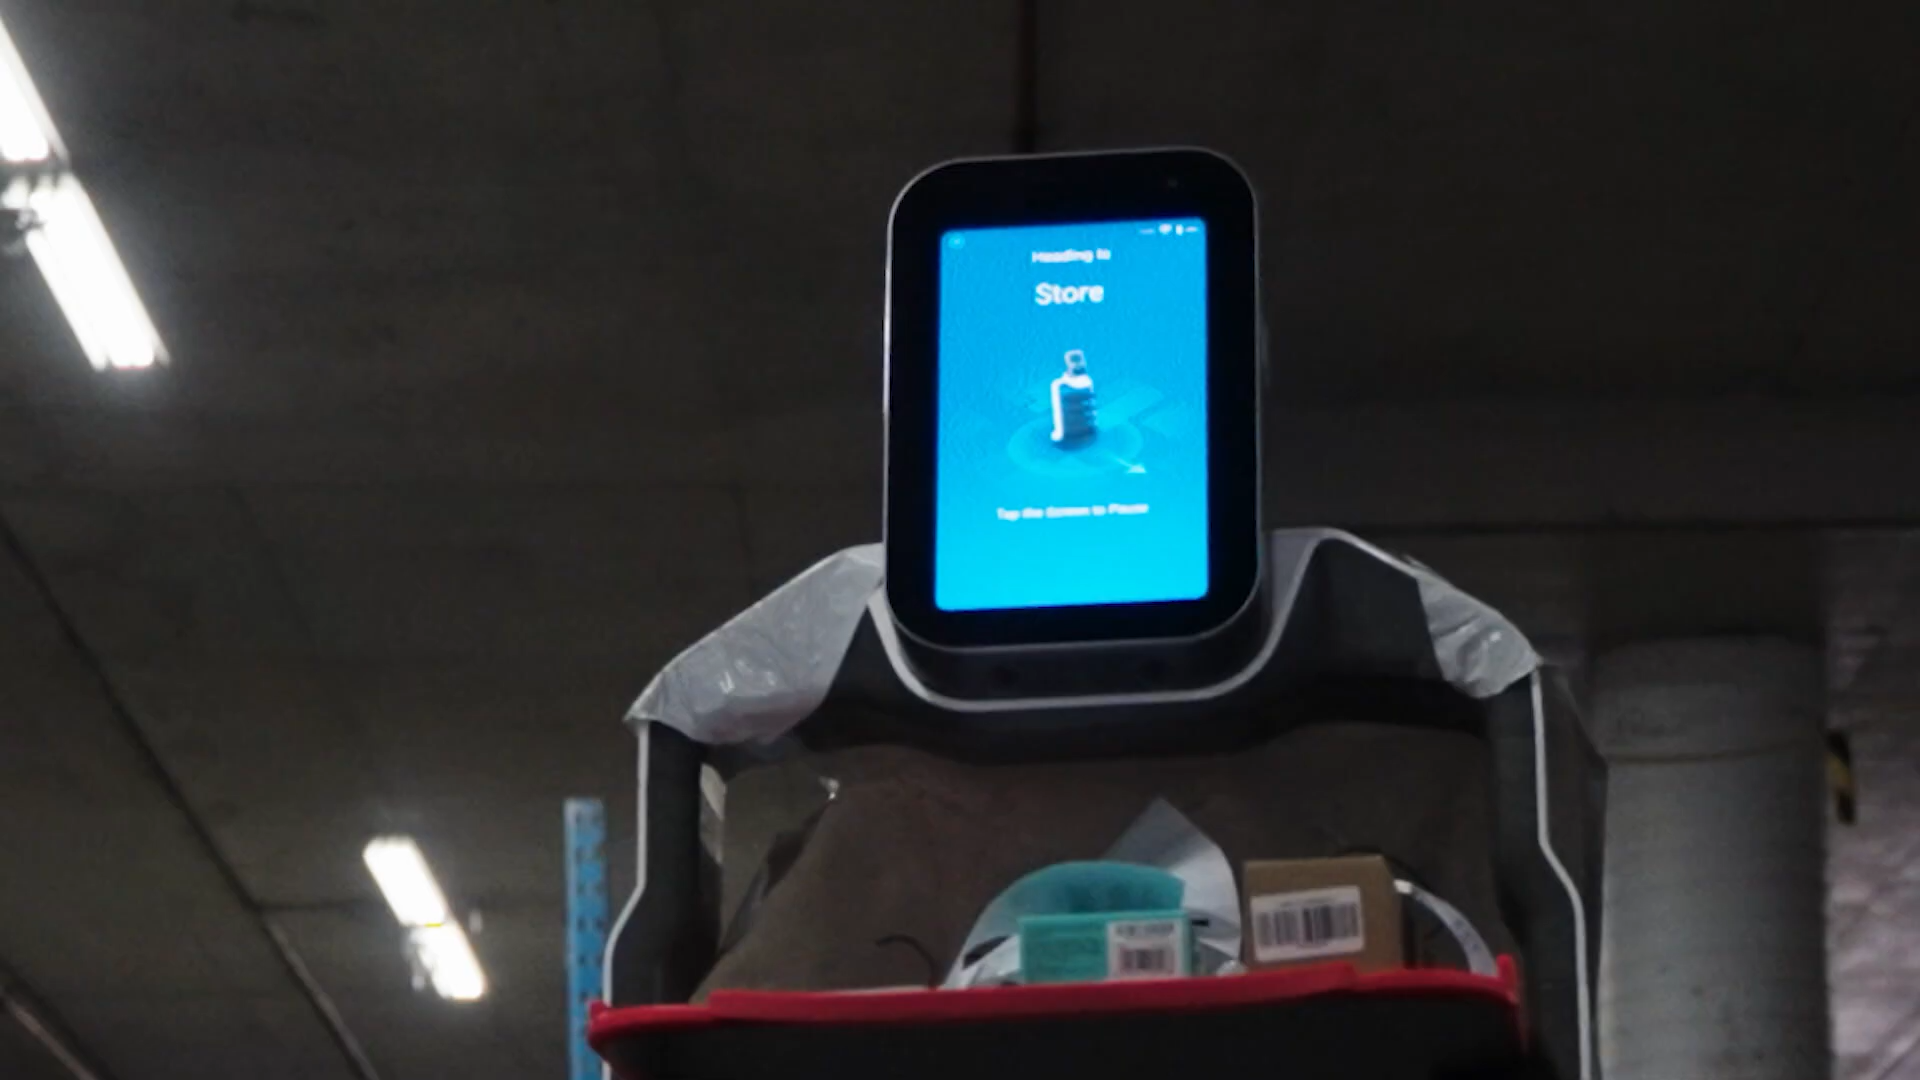 Heading to
Store
Tap the Screen to Pause